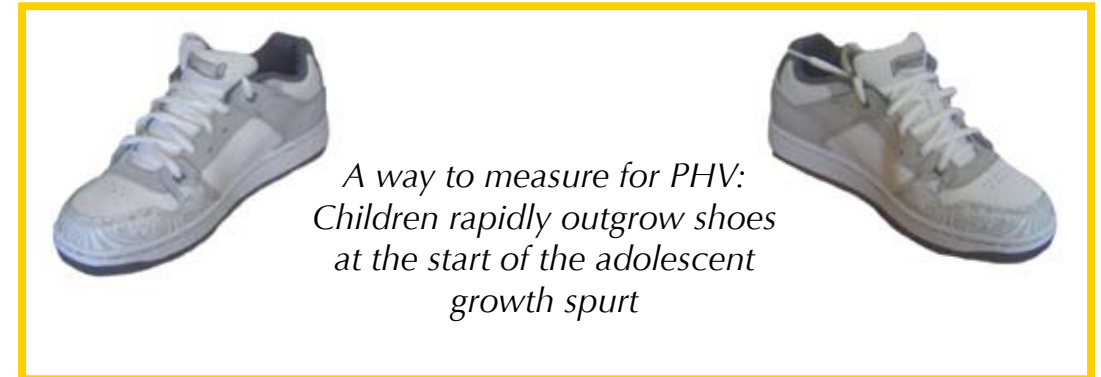 A way to measure for PHV:
Children rapidly outgrow shoes
at the start of the adolescent
growth spurt